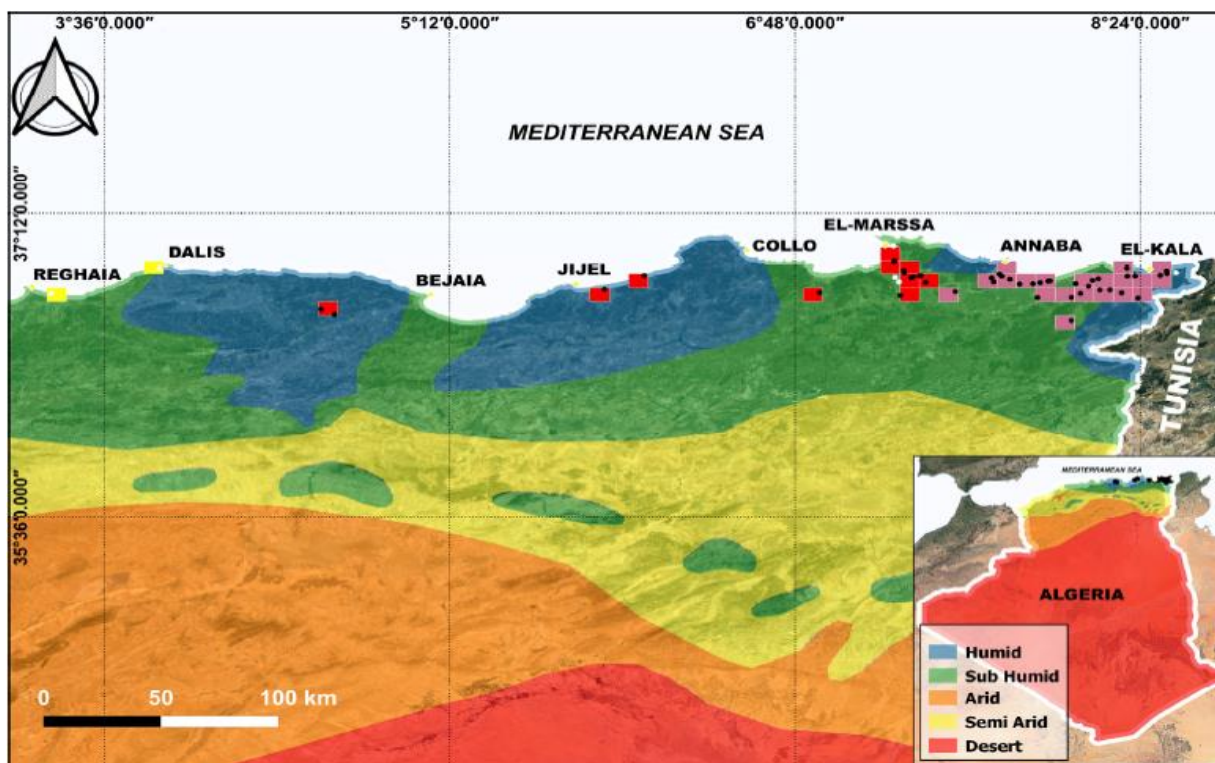 3°36'0.000" 5°12'0.000" 6°48'0.000" 8°24'0.000"
MEDITERRANEAN SEA
37°12'0.000"
EL-MARSSA
DALIS COLLO ANNABA EL-KALA
REGHAIA BEJAIA JIJEL
TUNISIA
MEDITERRANEAN SEA
35°36'0.000"
ALGERIA
Humid
Sub Humid
Arid
Semi Arid
Desert
0 50 100 km